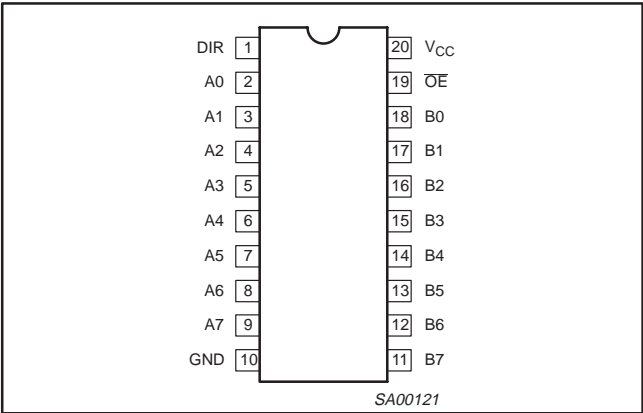 DIR 1 20 VCC
A0 2 19 O̅E̅
A1 3 18 B0
A2 4 17 B1
A3 5 16 B2
A4 6 15 B3
A5 7 14 B4
A6 8 13 B5
A7 9 12 B6
GND 10 11 B7
SA00121